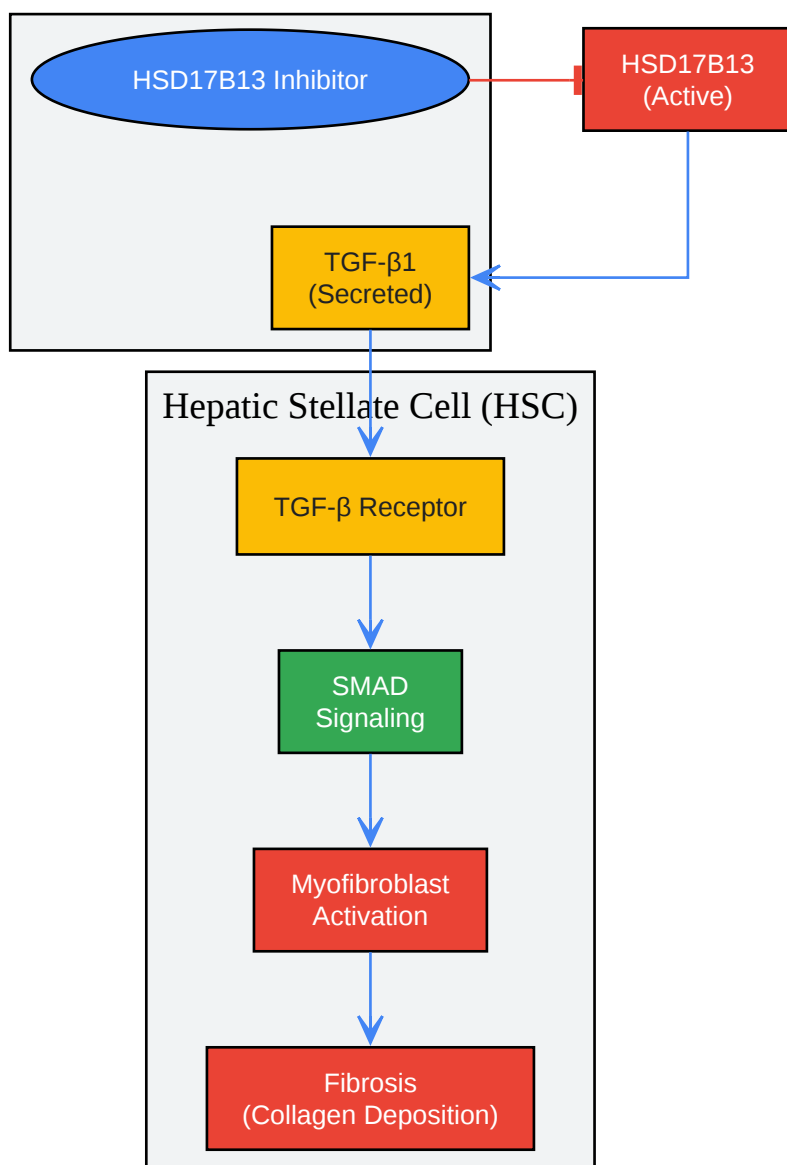 HSD17B13 Inhibitor
HSD17B13
(Active)
TGF-β1
(Secreted)
Hepatic Stellate Cell (HSC)
TGF-β Receptor
SMAD
Signaling
Myofibroblast
Activation
Fibrosis
(Collagen Deposition)